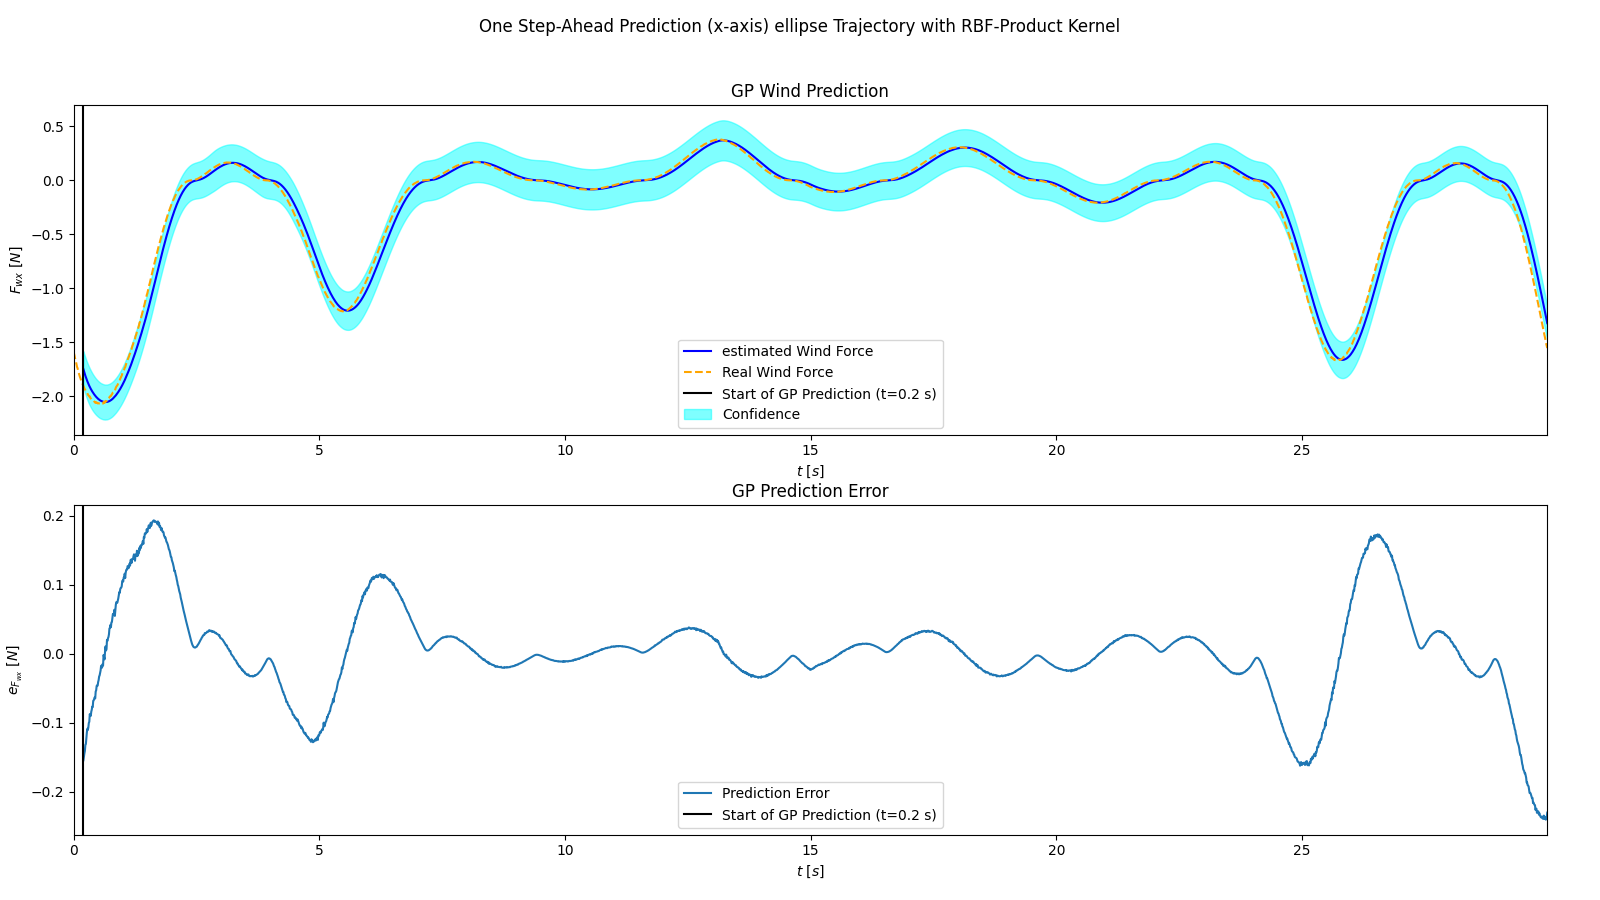 One Step-Ahead Prediction (x-axis) ellipse Trajectory with RBF-Product Kernel
GP Wind Prediction
0.5
0.0
−0.5
−1.0
−1.5
−2.0
F_wx [N]
estimated Wind Force
Real Wind Force
Start of GP Prediction (t=0.2 s)
Confidence
0 5 10 15 20 25
t [s]
GP Prediction Error
0.2
0.1
0.0
−0.1
−0.2
e_F_wx [N]
Prediction Error
Start of GP Prediction (t=0.2 s)
0 5 10 15 20 25
t [s]